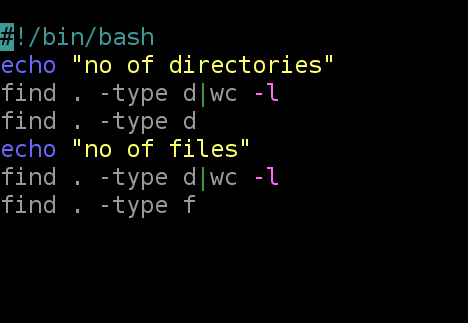 #!/bin/bash
echo "no of directories"
find . -type d|wc -l
find . -type d
echo "no of files"
find . -type d|wc -l
find . -type f